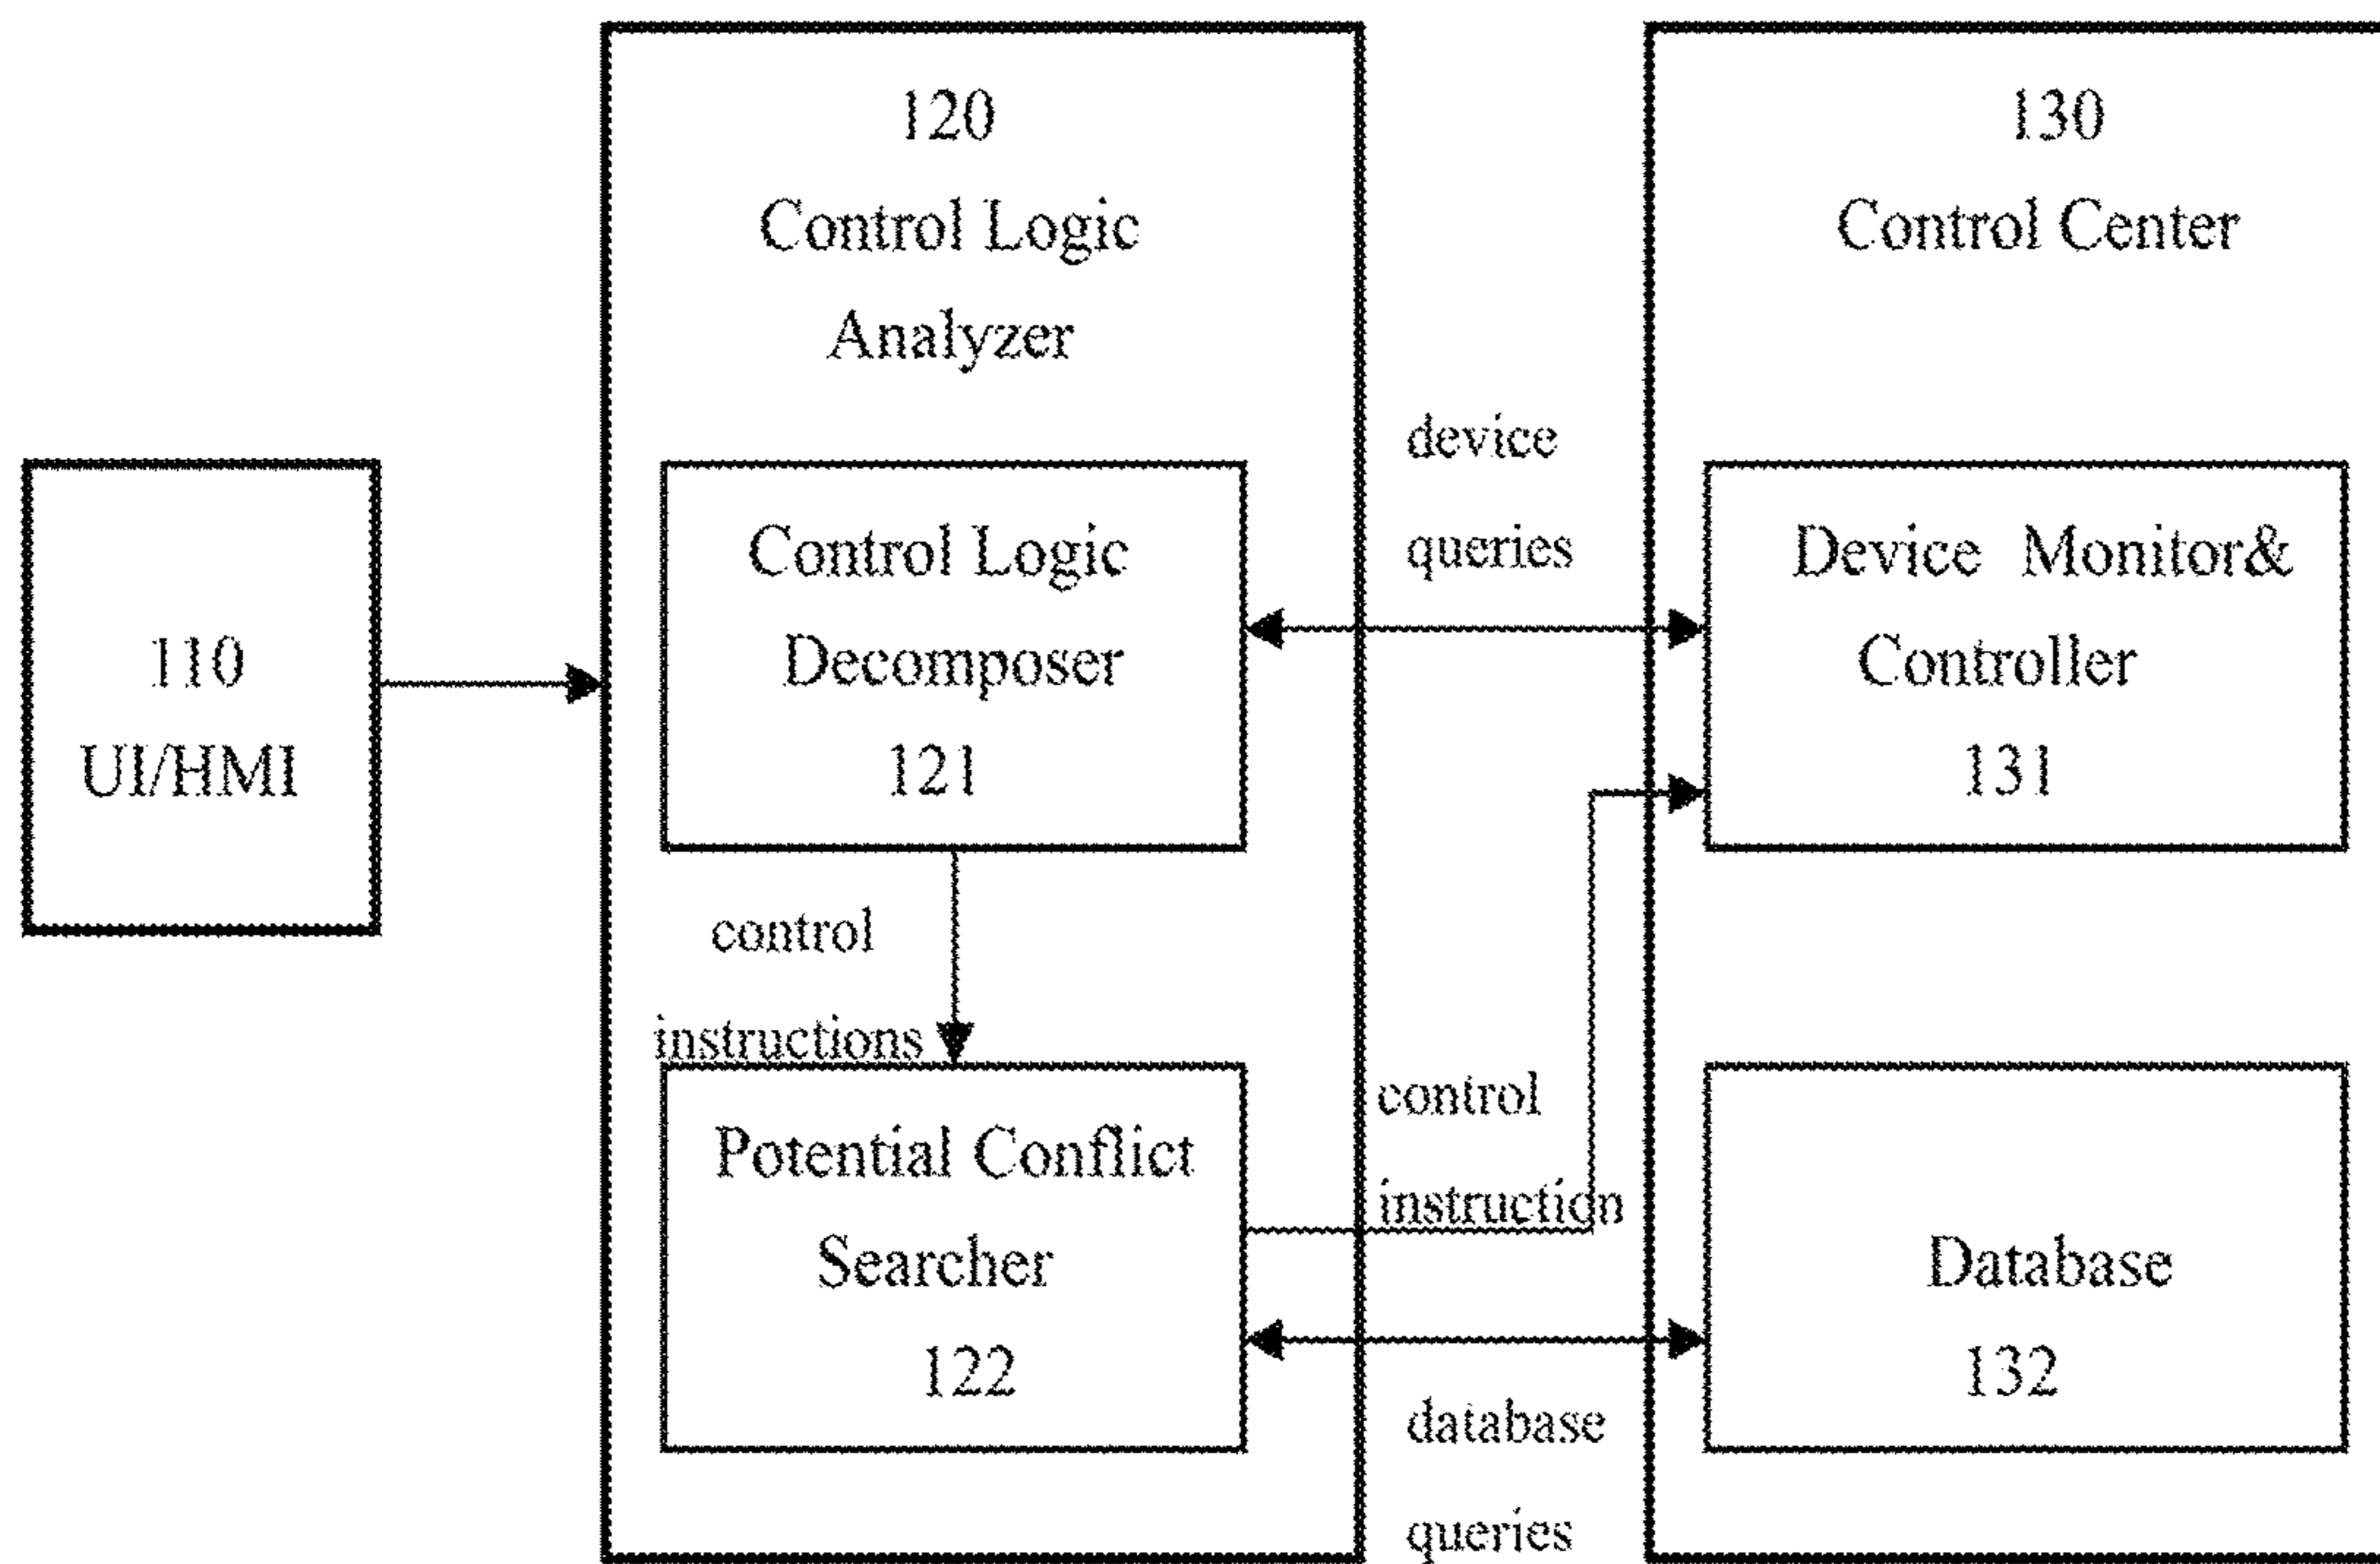 110
UI/HMI
120
Control Logic
Analyzer
Control Logic
Decomposer
121
control
instructions
Potential Conflict
Searcher
122
device
queries
control
instruction
database
queries
130
Control Center
Device Monitor&
Controller
131
Database
132